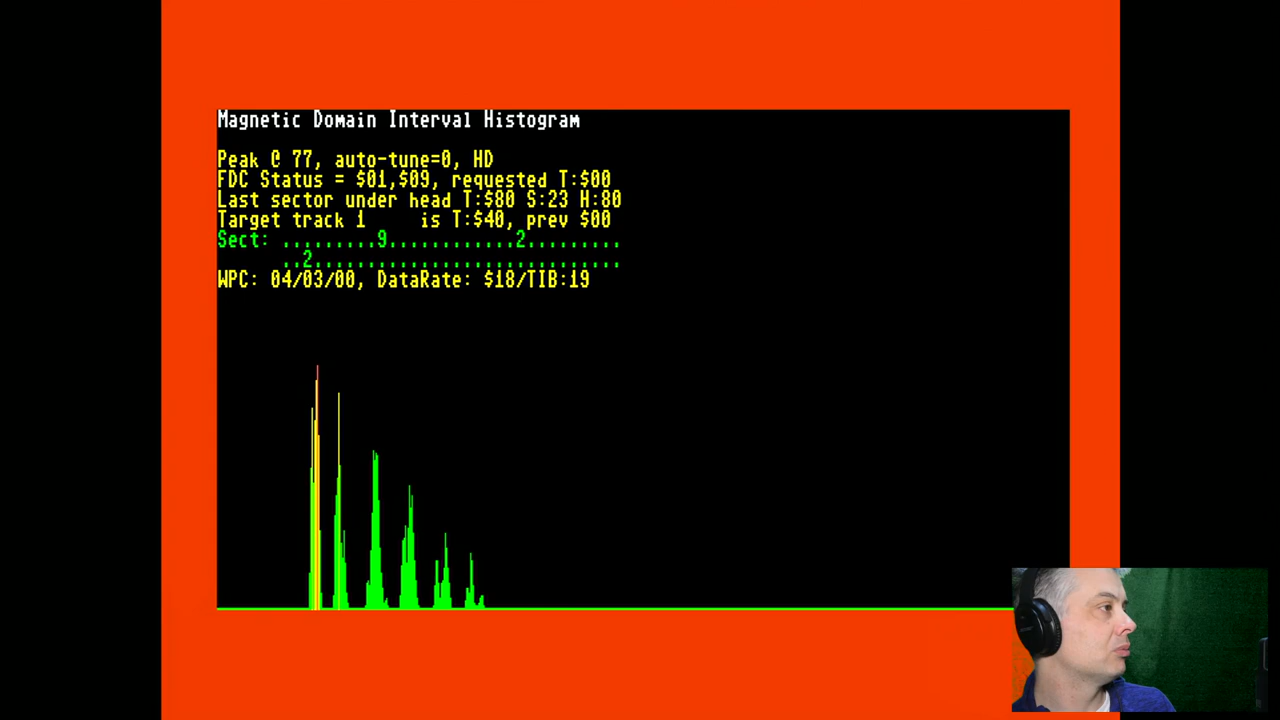 Magnetic Domain Interval Histogram
Peak @ 77, auto-tune=0, HD
FDC Status = $01,$09, requested T:$00
Last sector under head T:$80 S:23 H:80
Target track 1     is T:$40, prev $00
Sect: .........9............2.........
..2.............................
WPC: 04/03/00, DataRate: $18/TIB:19